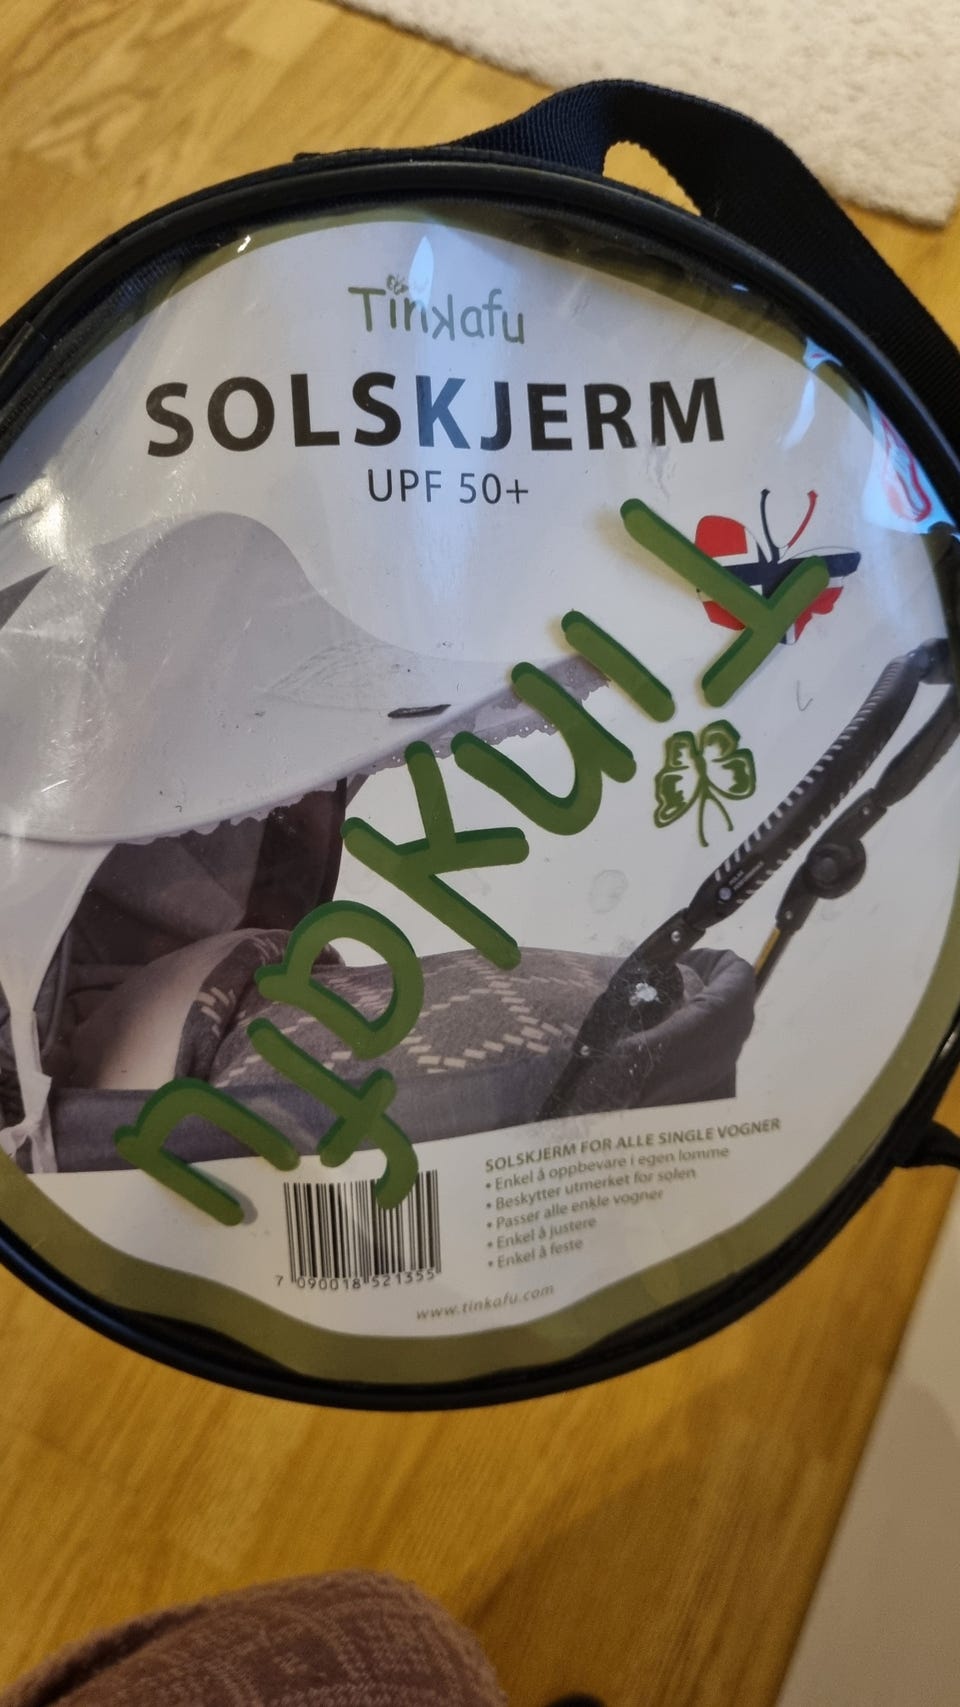 Tinkafu
SOLSKJERM
UPF 50+
Tinkafu
SOLSKJERM FOR ALLE SINGLE VOGNER
• Enkel å oppbevare i egen lomme
• Beskytter utmerket for solen
• Passer alle enkle vogner
• Enkel å justere
• Enkel å feste
7 090018 521355
www.tinkafu.com